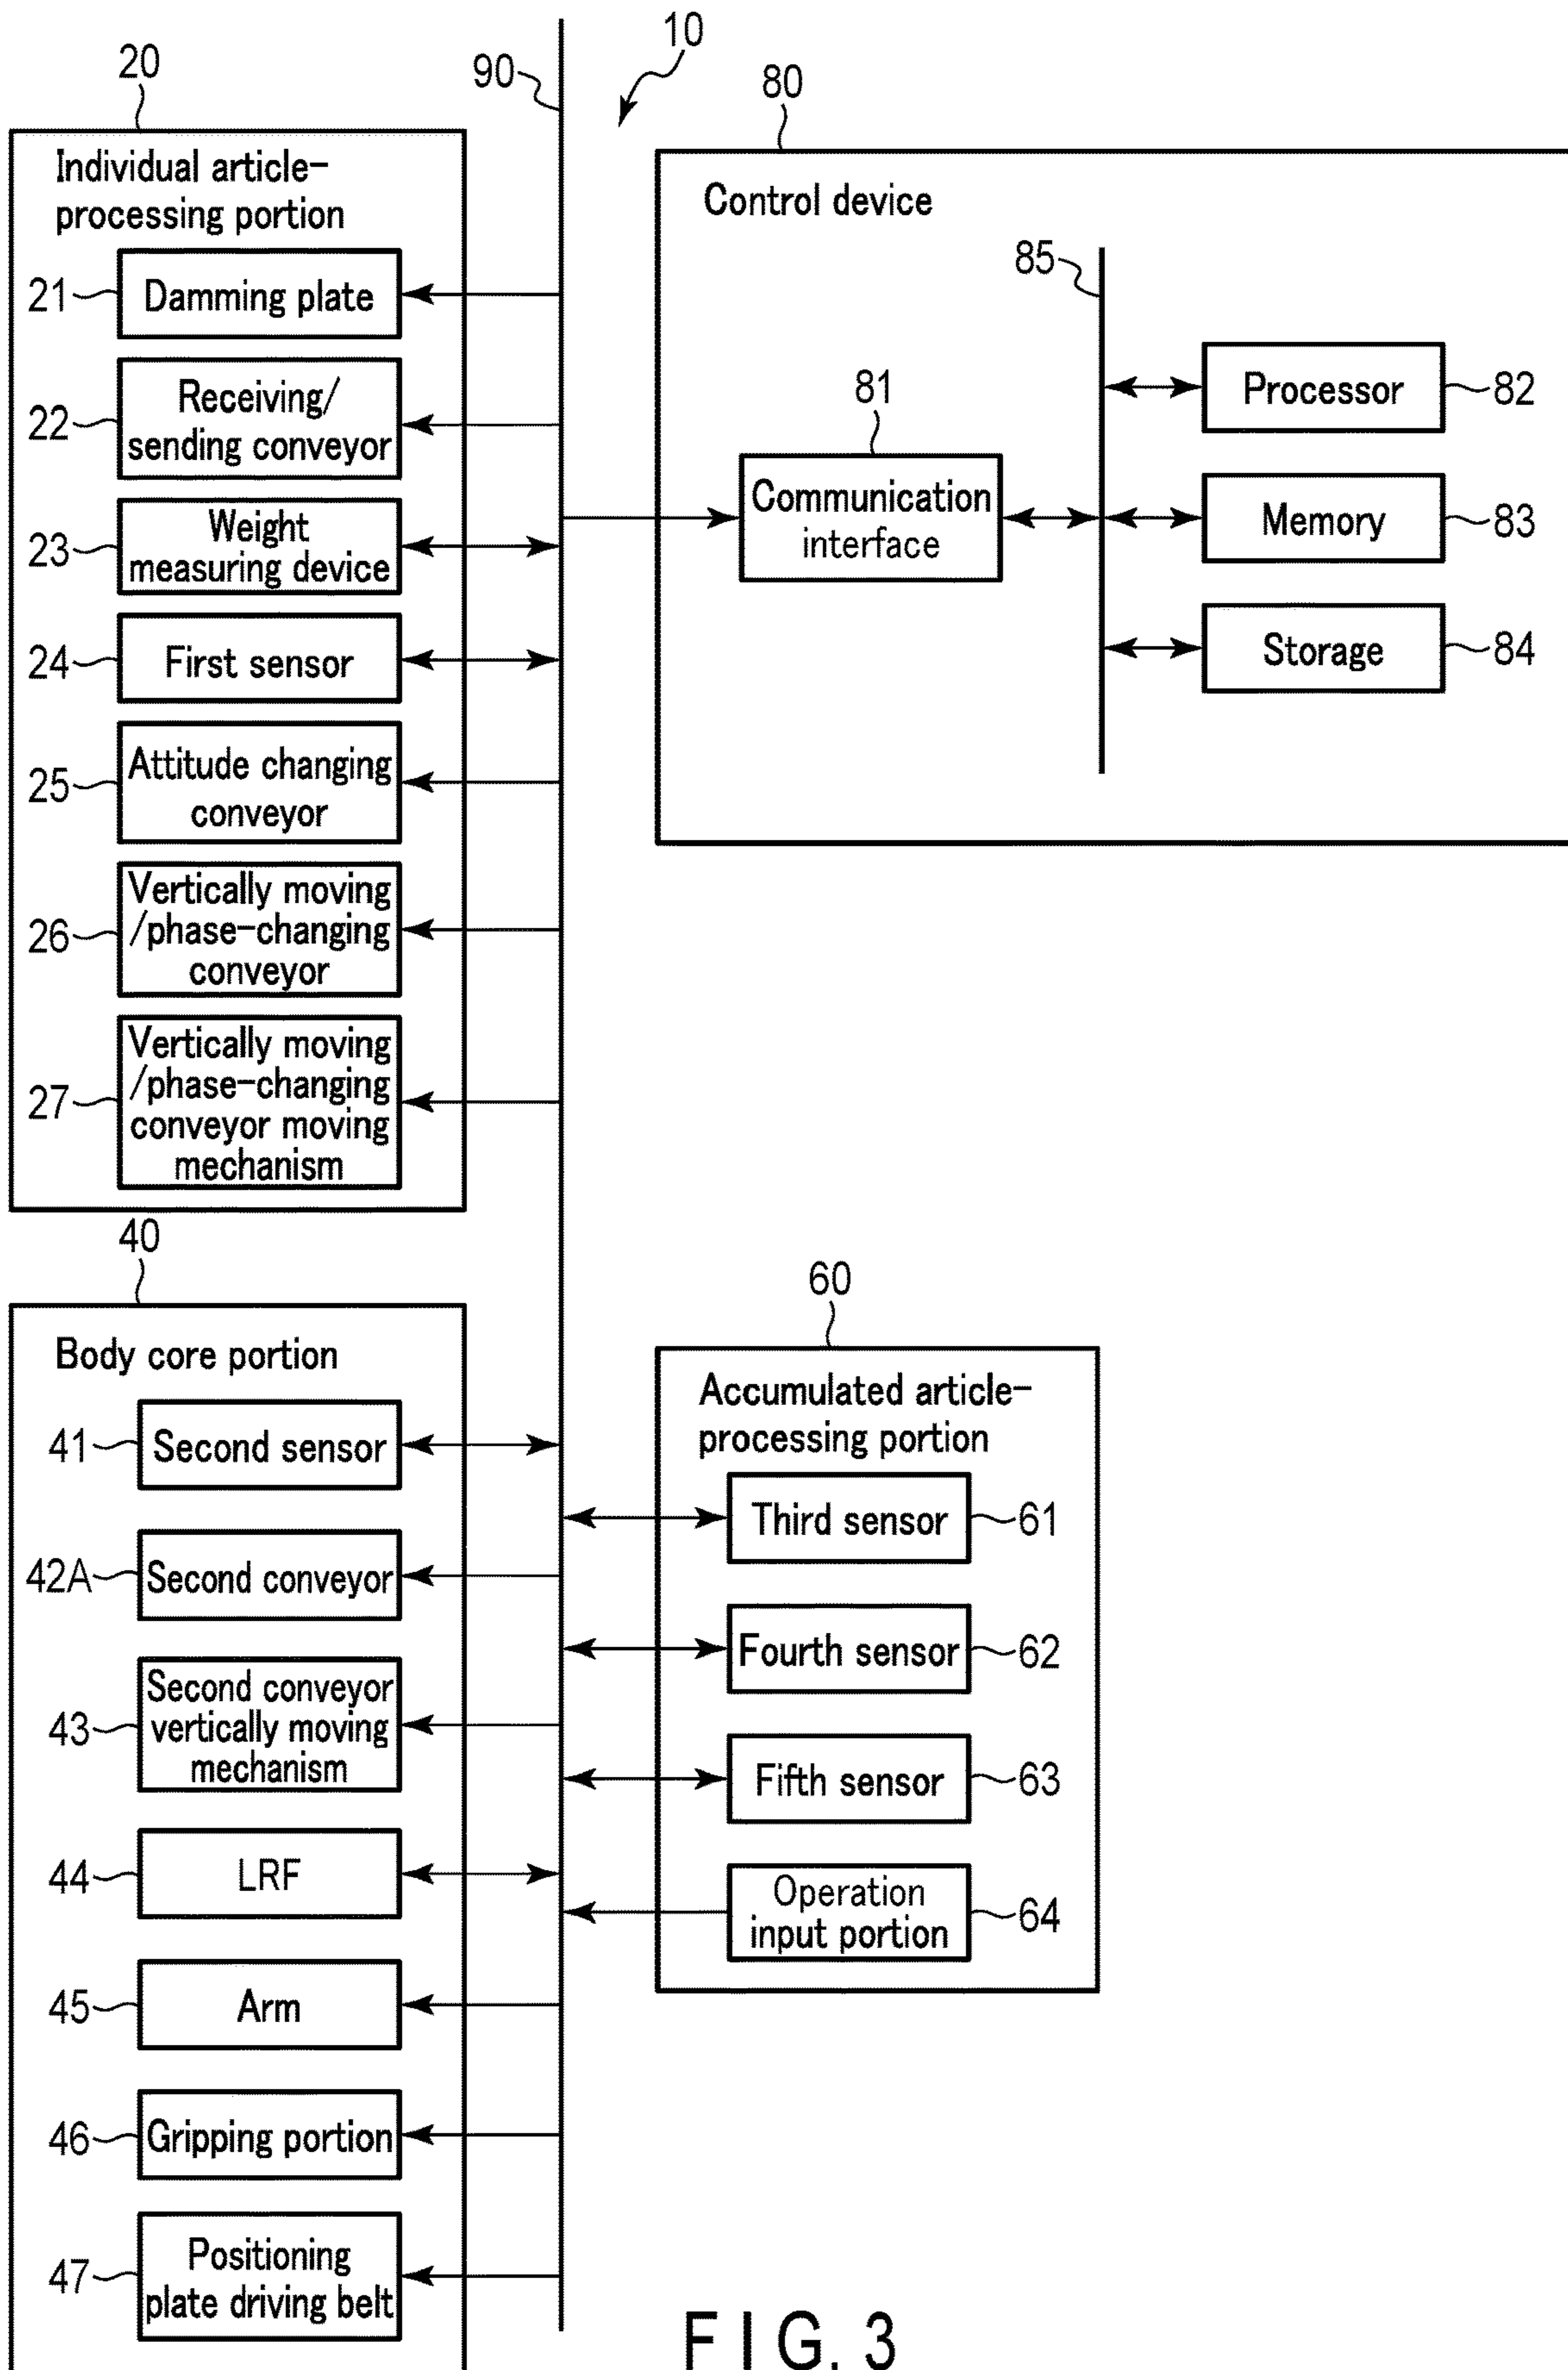 10
90
20
Individual article-
processing portion
21
Damming plate
22
Receiving/
sending conveyor
23
Weight
measuring device
24
First sensor
25
Attitude changing
conveyor
26
Vertically moving
/phase-changing
conveyor
27
Vertically moving
/phase-changing
conveyor moving
mechanism
80
Control device
85
81
Communication
interface
Processor
82
Memory
83
Storage
84
40
Body core portion
41
Second sensor
42A
Second conveyor
43
Second conveyor
vertically moving
mechanism
44
LRF
45
Arm
46
Gripping portion
47
Positioning
plate driving belt
60
Accumulated article-
processing portion
Third sensor
61
Fourth sensor
62
Fifth sensor
63
Operation
input portion
64
FIG. 3